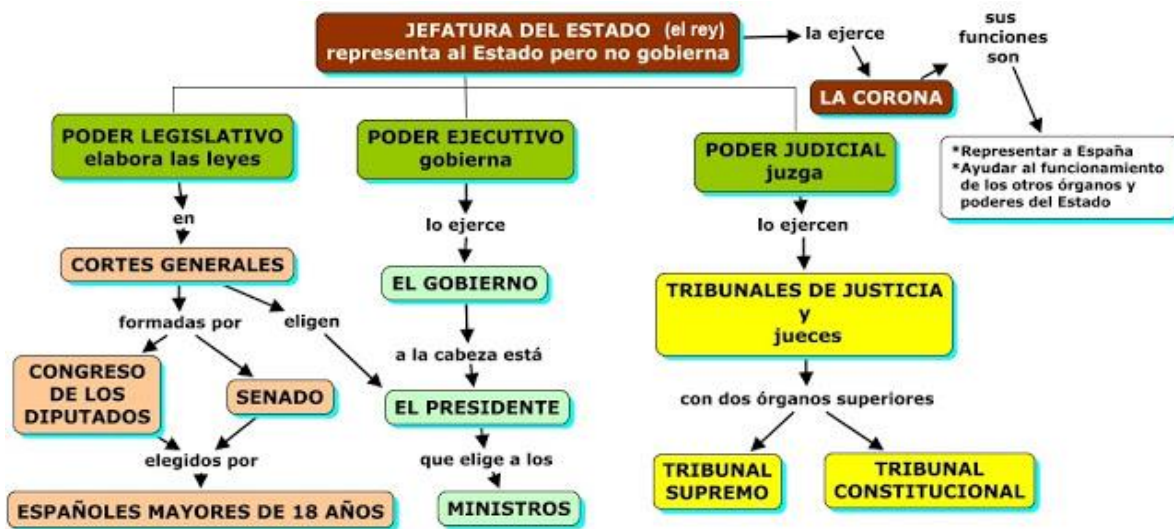 JEFATURA DEL ESTADO (el rey)
representa al Estado pero no gobierna
la ejerce
LA CORONA
sus
funciones
son
*Representar a España
*Ayudar al funcionamiento
de los otros órganos y
poderes del Estado
PODER LEGISLATIVO
elabora las leyes
en
CORTES GENERALES
formadas por
eligen
CONGRESO
DE LOS
DIPUTADOS
SENADO
elegidos por
ESPAÑOLES MAYORES DE 18 AÑOS
PODER EJECUTIVO
gobierna
lo ejerce
EL GOBIERNO
a la cabeza está
EL PRESIDENTE
que elige a los
MINISTROS
PODER JUDICIAL
juzga
lo ejercen
TRIBUNALES DE JUSTICIA
y
jueces
con dos órganos superiores
TRIBUNAL
SUPREMO
TRIBUNAL
CONSTITUCIONAL